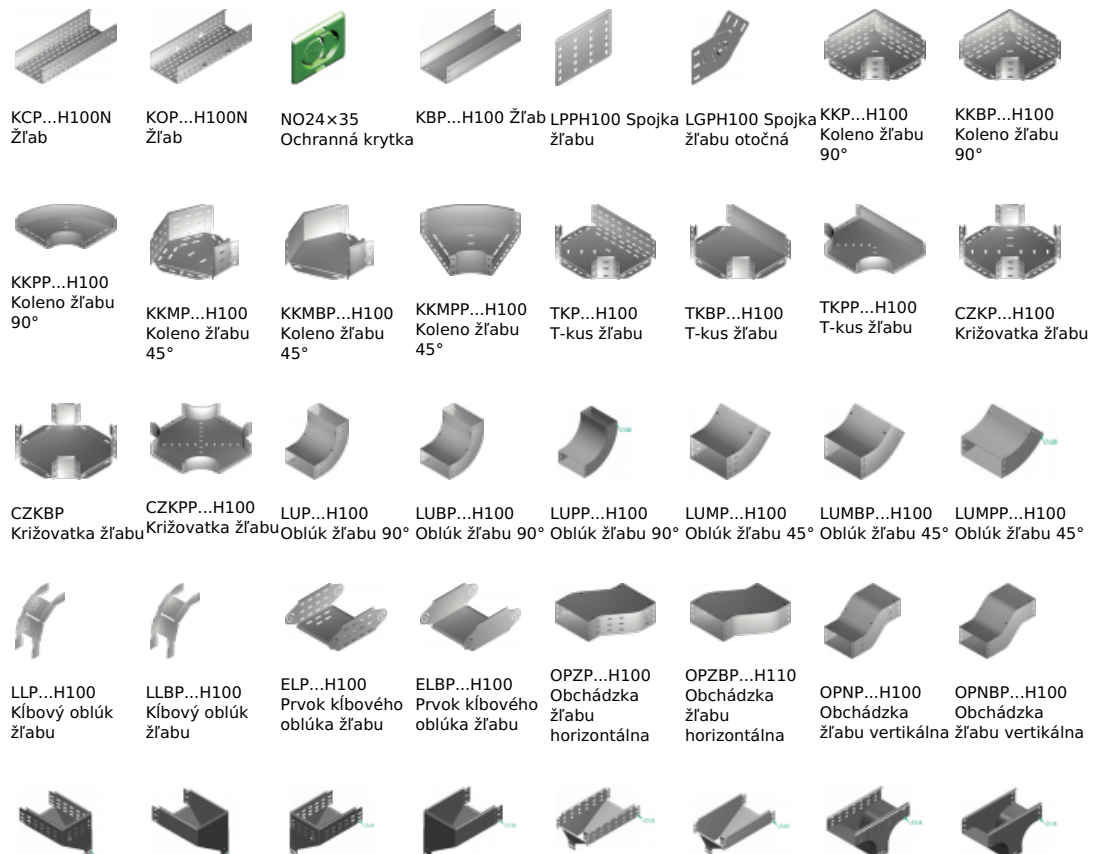 KCP...H100N
Žľab
KOP...H100N
Žľab
NO24×35
Ochranná krytka
KBP...H100 Žľab
LPPH100 Spojka
žľabu
LGPH100 Spojka
žľabu otočná
KKP...H100
Koleno žľabu
90°
KKBP...H100
Koleno žľabu
90°
KKPP...H100
Koleno žľabu
90°
KKMP...H100
Koleno žľabu
45°
KKMBP...H100
Koleno žľabu
45°
KKMPP...H100
Koleno žľabu
45°
TKP...H100
T-kus žľabu
TKBP...H100
T-kus žľabu
TKPP...H100
T-kus žľabu
CZKP...H100
Križovatka žľabu
CZKBP
Križovatka žľabu
CZKPP...H100
Križovatka žľabu
LUP...H100
Oblúk žľabu 90°
LUBP...H100
Oblúk žľabu 90°
LUPP...H100
Oblúk žľabu 90°
LUMP...H100
Oblúk žľabu 45°
LUMBP...H100
Oblúk žľabu 45°
LUMPP...H100
Oblúk žľabu 45°
LLP...H100
Kĺbový oblúk
žľabu
LLBP...H100
Kĺbový oblúk
žľabu
ELP...H100
Prvok kĺbového
oblúka žľabu
ELBP...H100
Prvok kĺbového
oblúka žľabu
OPZP...H100
Obchádzka
žľabu
horizontálna
OPZBP...H110
Obchádzka
žľabu
horizontálna
OPNP...H100
Obchádzka
žľabu vertikálna
OPNBP...H100
Obchádzka
žľabu vertikálna